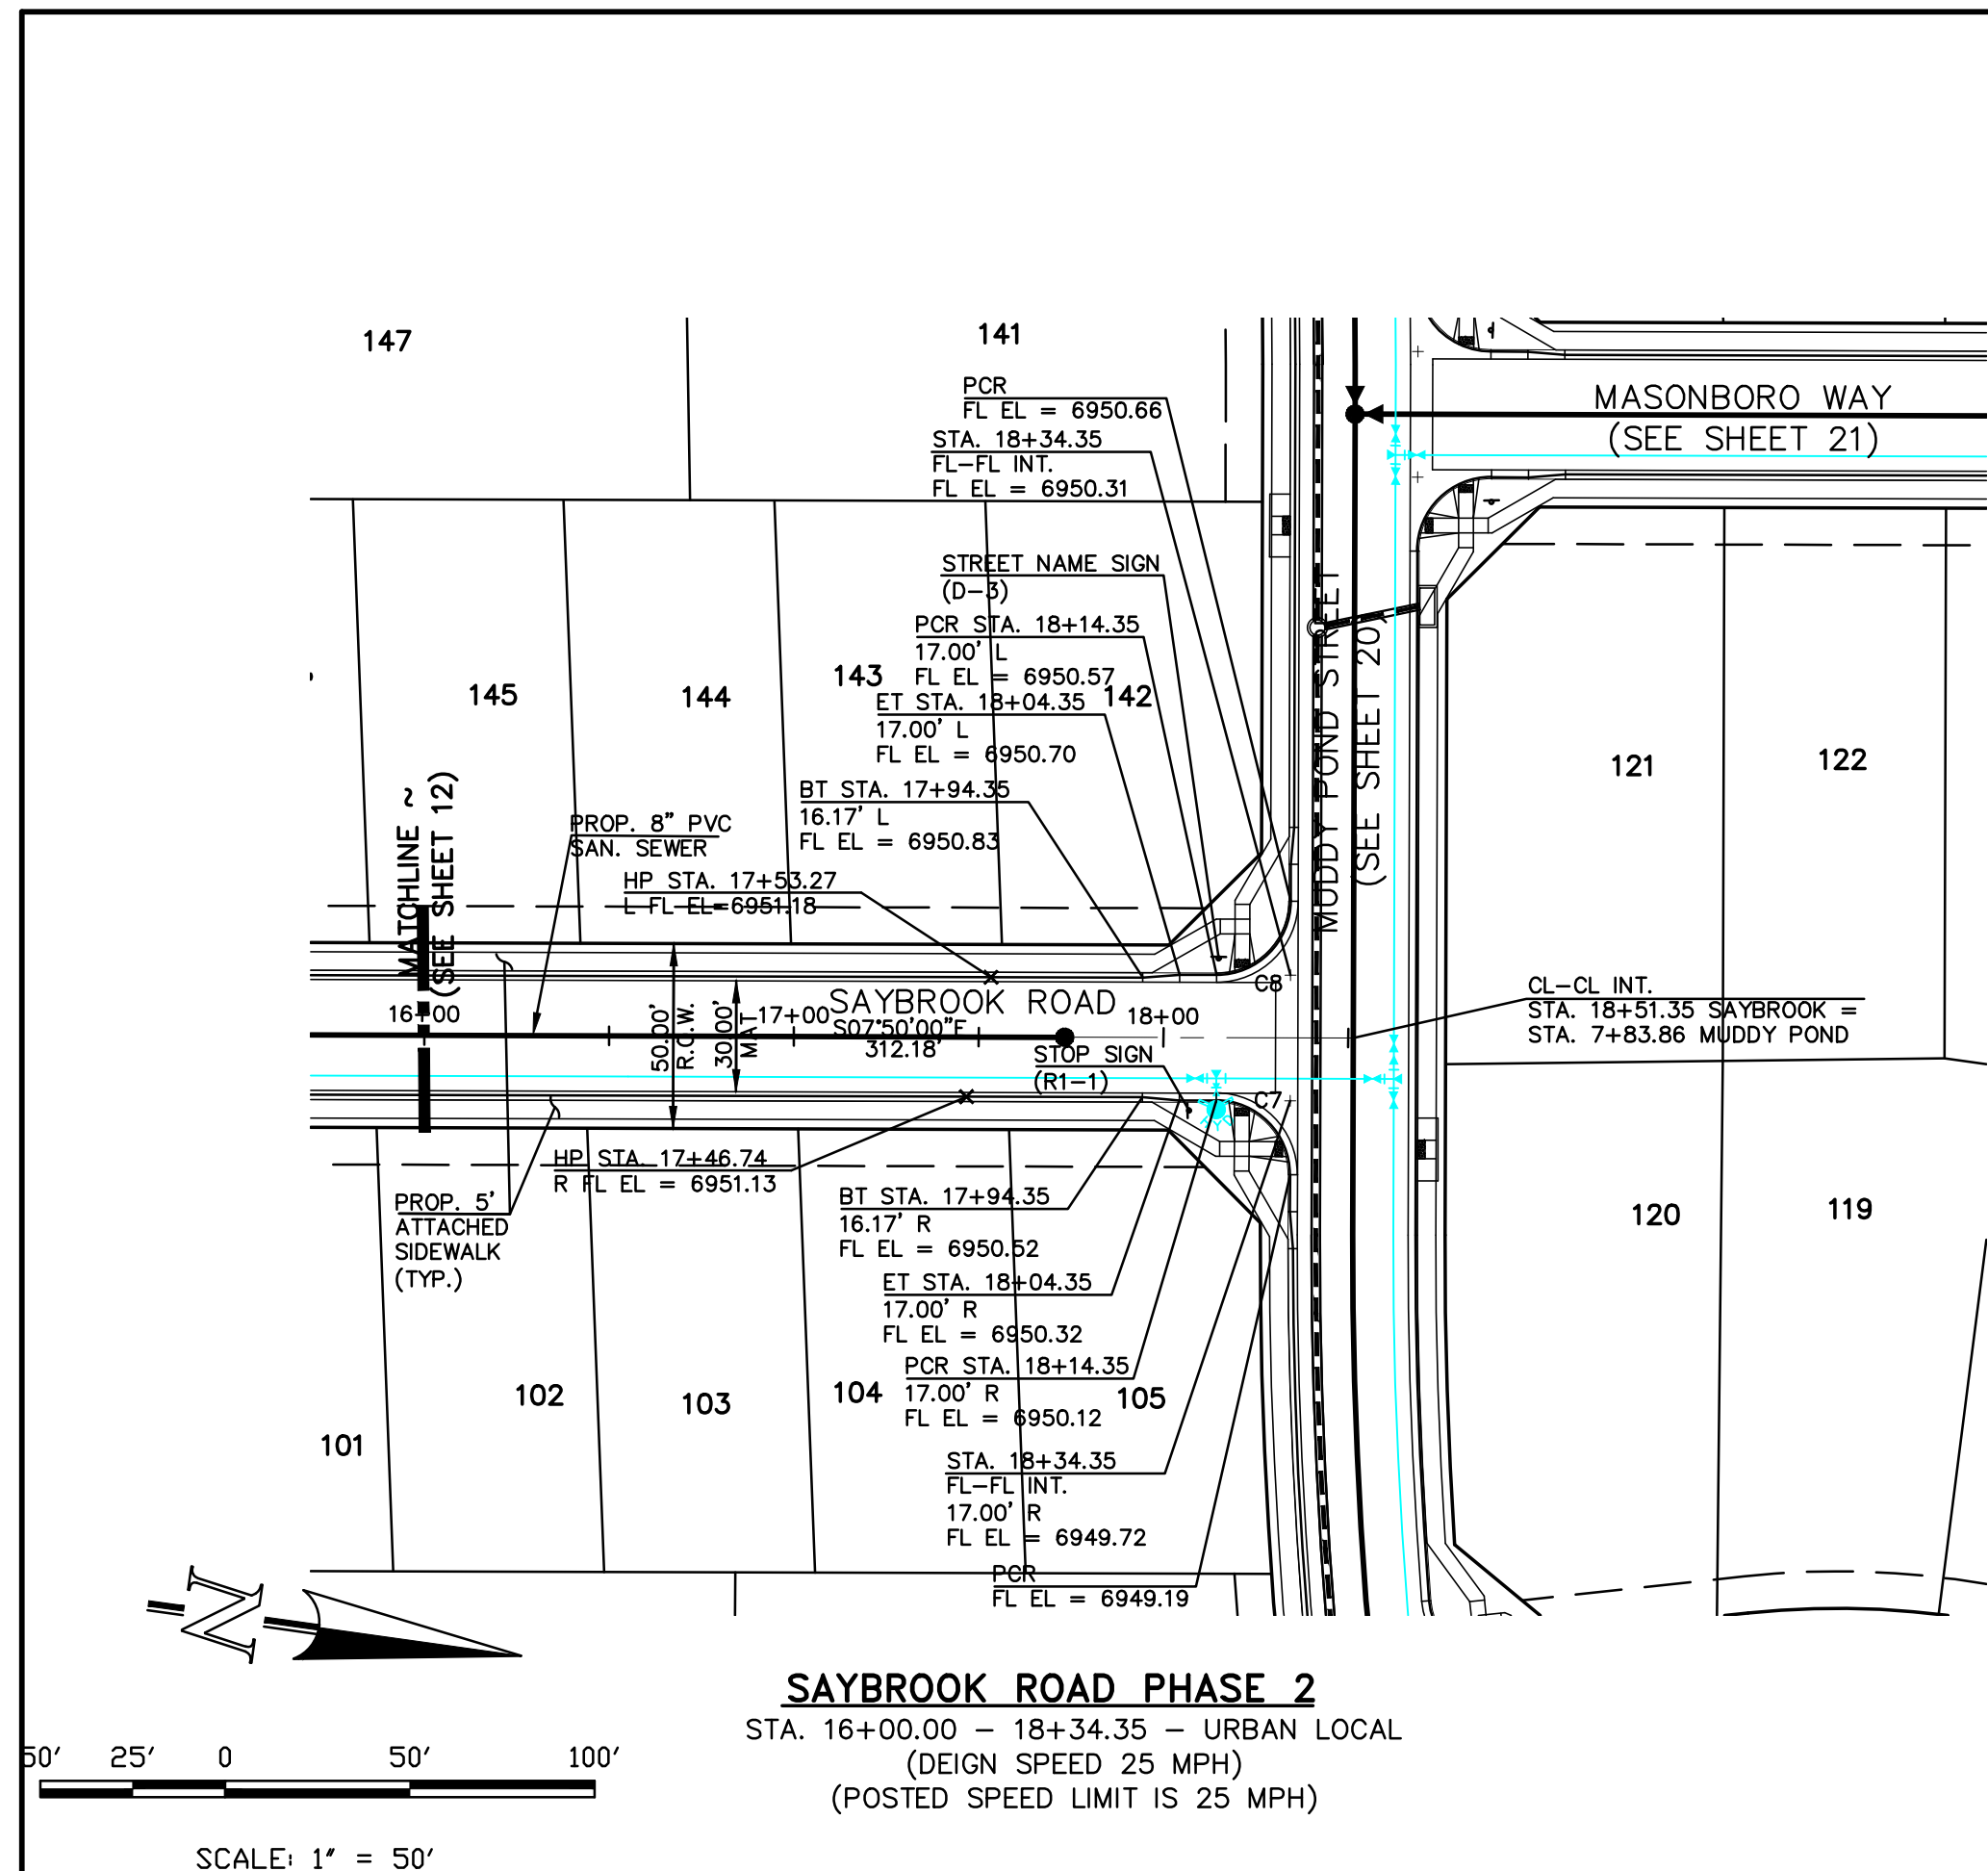 147
141
PCR
FL EL = 6950.66
STA. 18+34.35
FL-FL INT.
FL EL = 6950.31
MASONBORO WAY
(SEE SHEET 21)
STREET NAME SIGN
(D-3)
PCR STA. 18+14.35
17.00' L
FL EL = 6950.57
145
144
143
142
ET STA. 18+04.35
17.00' L
FL EL = 6950.70
MUDDY POND STREET
(SEE SHEET 20)
121
122
BT STA. 17+94.35
16.17' L
FL EL = 6950.83
MATCHLINE ~
(SEE SHEET 12)
PROP. 8" PVC
SAN. SEWER
HP STA. 17+53.27
L FL EL=6951.18
C8
SAYBROOK ROAD
16+00
50.00'
R.O.W.
30.00'
MAT
17+00
S07°50'00"E
312.18'
18+00
CL-CL INT.
STA. 18+51.35 SAYBROOK =
STA. 7+83.86 MUDDY POND
STOP SIGN
(R1-1)
C7
HP STA. 17+46.74
R FL EL = 6951.13
PROP. 5'
ATTACHED
SIDEWALK
(TYP.)
BT STA. 17+94.35
16.17' R
FL EL = 6950.52
120
119
ET STA. 18+04.35
17.00' R
FL EL = 6950.32
PCR STA. 18+14.35
17.00' R
FL EL = 6950.12
101
102
103
104
105
STA. 18+34.35
FL-FL INT.
17.00' R
FL EL = 6949.72
PCR
FL EL = 6949.19
N
SAYBROOK ROAD PHASE 2
STA. 16+00.00 - 18+34.35 - URBAN LOCAL
(DEIGN SPEED 25 MPH)
(POSTED SPEED LIMIT IS 25 MPH)
50' 25' 0 50' 100'
SCALE: 1" = 50'